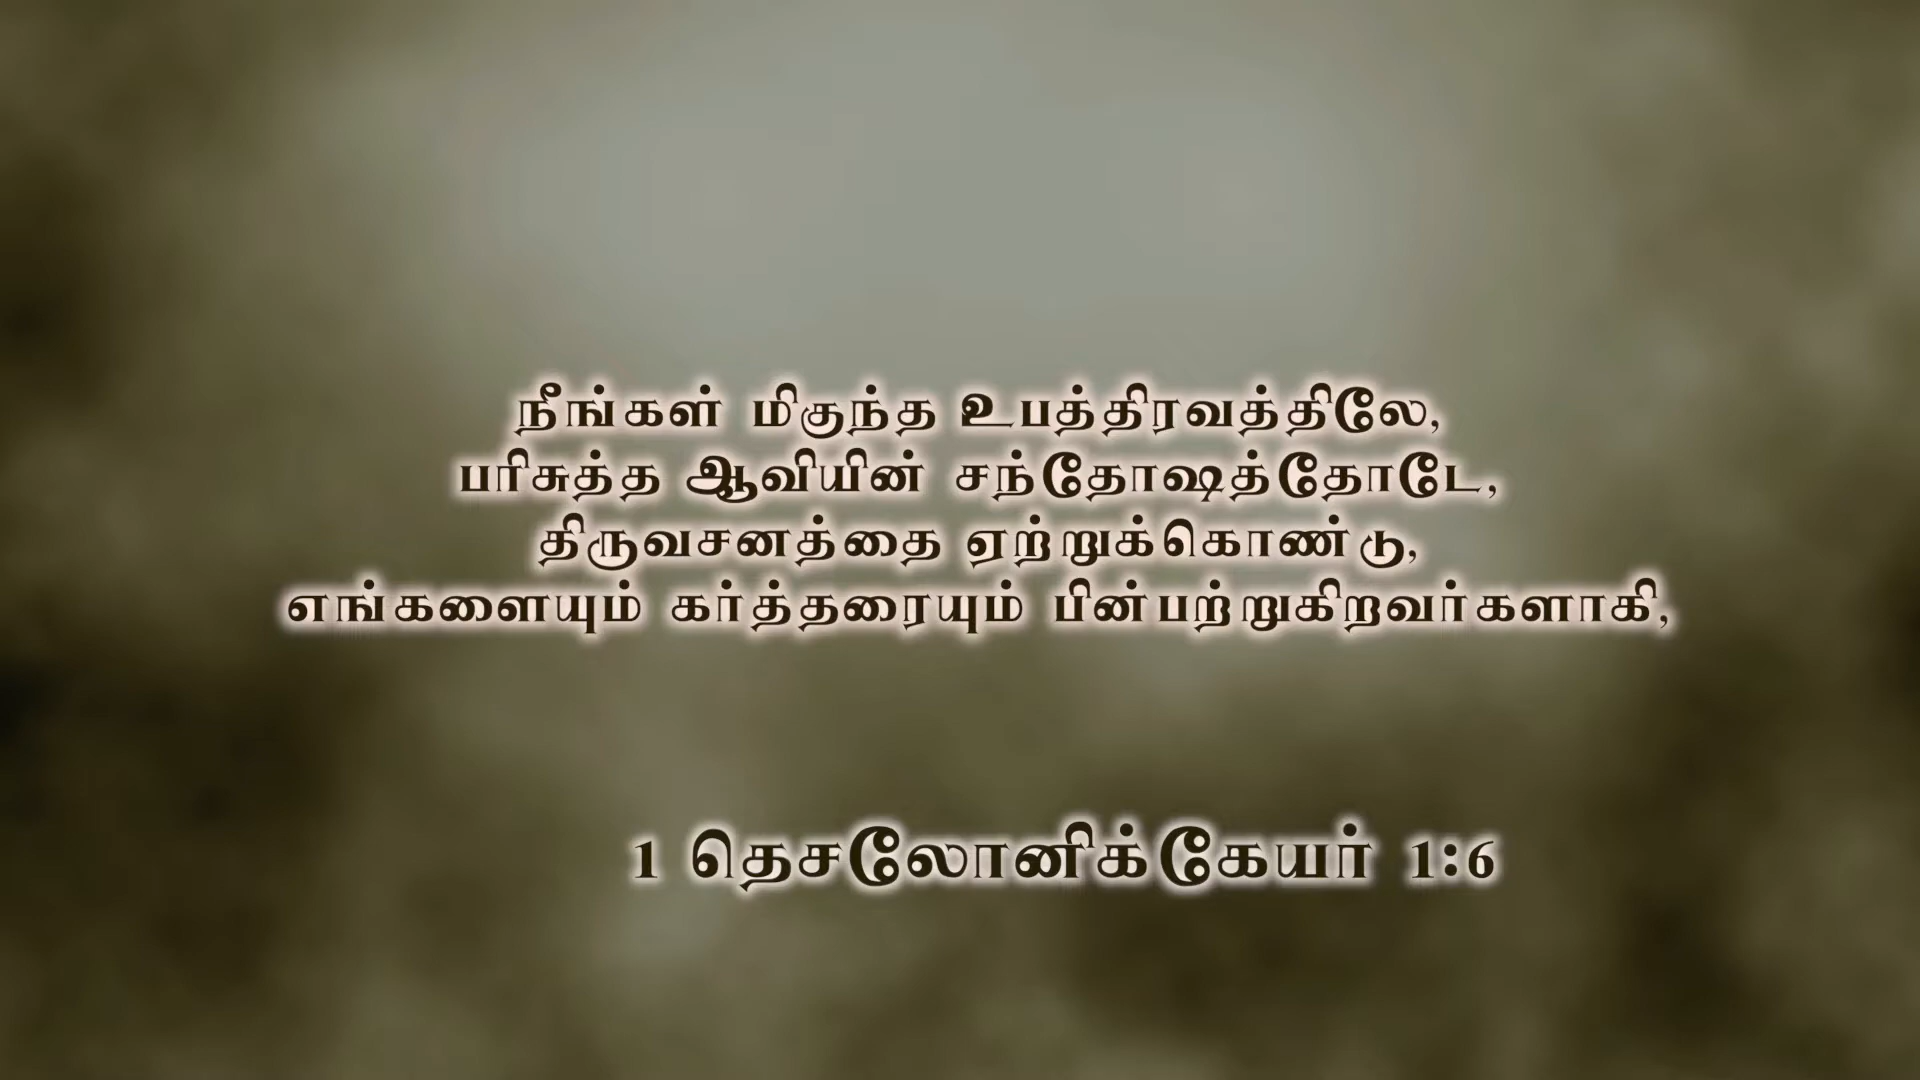 நீங்கள் மிகுந்த உபத்திரவத்திலே,
பரிசுத்த ஆவியின் சந்தோஷத்தோடே,
திருவசனத்தை ஏற்றுக்கொண்டு,
எங்களையும் கர்த்தரையும் பின்பற்றுகிறவர்களாகி,
1 தெசலோனிக்கேயர் 1:6